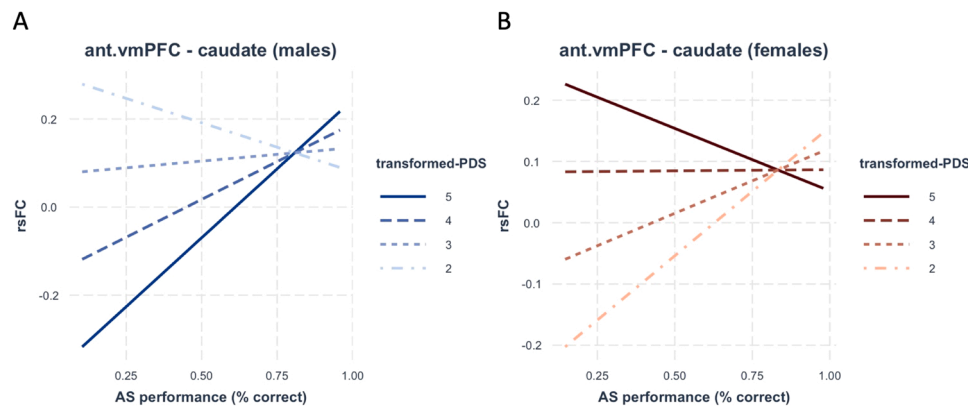 A
ant.vmPFC - caudate (males)
0.2
0.0
-0.2
rsFC
0.25 0.50 0.75 1.00
AS performance (% correct)
transformed-PDS
5
4
3
2
B
ant.vmPFC - caudate (females)
0.2
0.1
0.0
-0.1
-0.2
rsFC
0.25 0.50 0.75 1.00
AS performance (% correct)
transformed-PDS
5
4
3
2